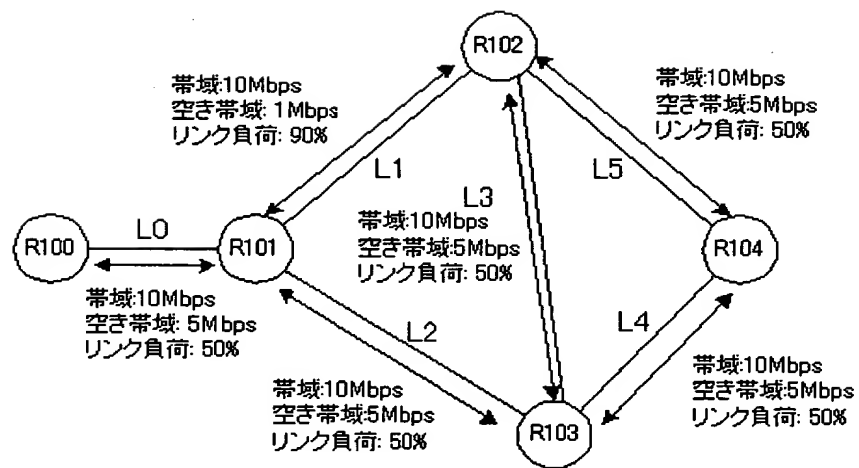 R102
帯域:10Mbps
空き帯域: 1Mbps
リンク負荷: 90%
帯域:10Mbps
空き帯域:5Mbps
リンク負荷: 50%
L1
L3
L5
帯域:10Mbps
空き帯域:5Mbps
リンク負荷: 50%
R100
L0
R101
R104
帯域:10Mbps
空き帯域: 5Mbps
リンク負荷: 50%
L2
L4
帯域:10Mbps
空き帯域:5Mbps
リンク負荷: 50%
帯域:10Mbps
空き帯域:5Mbps
リンク負荷: 50%
R103